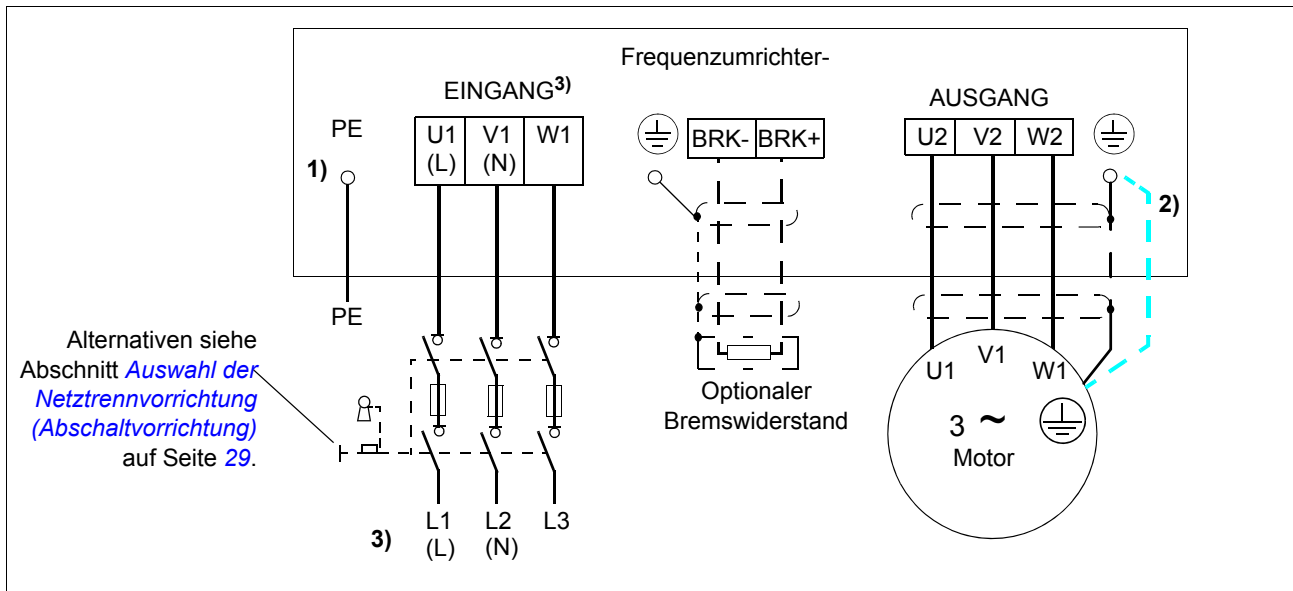 Frequenzumrichter-
EINGANG3)
AUSGANG
PE
U1 V1 W1
(L) (N)
BRK- BRK+
U2 V2 W2
1)
2)
PE
Alternativen siehe
Abschnitt Auswahl der
Netztrennvorrichtung
(Abschaltvorrichtung)
auf Seite 29.
Optionaler
Bremswiderstand
U1 V1 W1
3 ~
Motor
3)
L1 L2 L3
(L) (N)